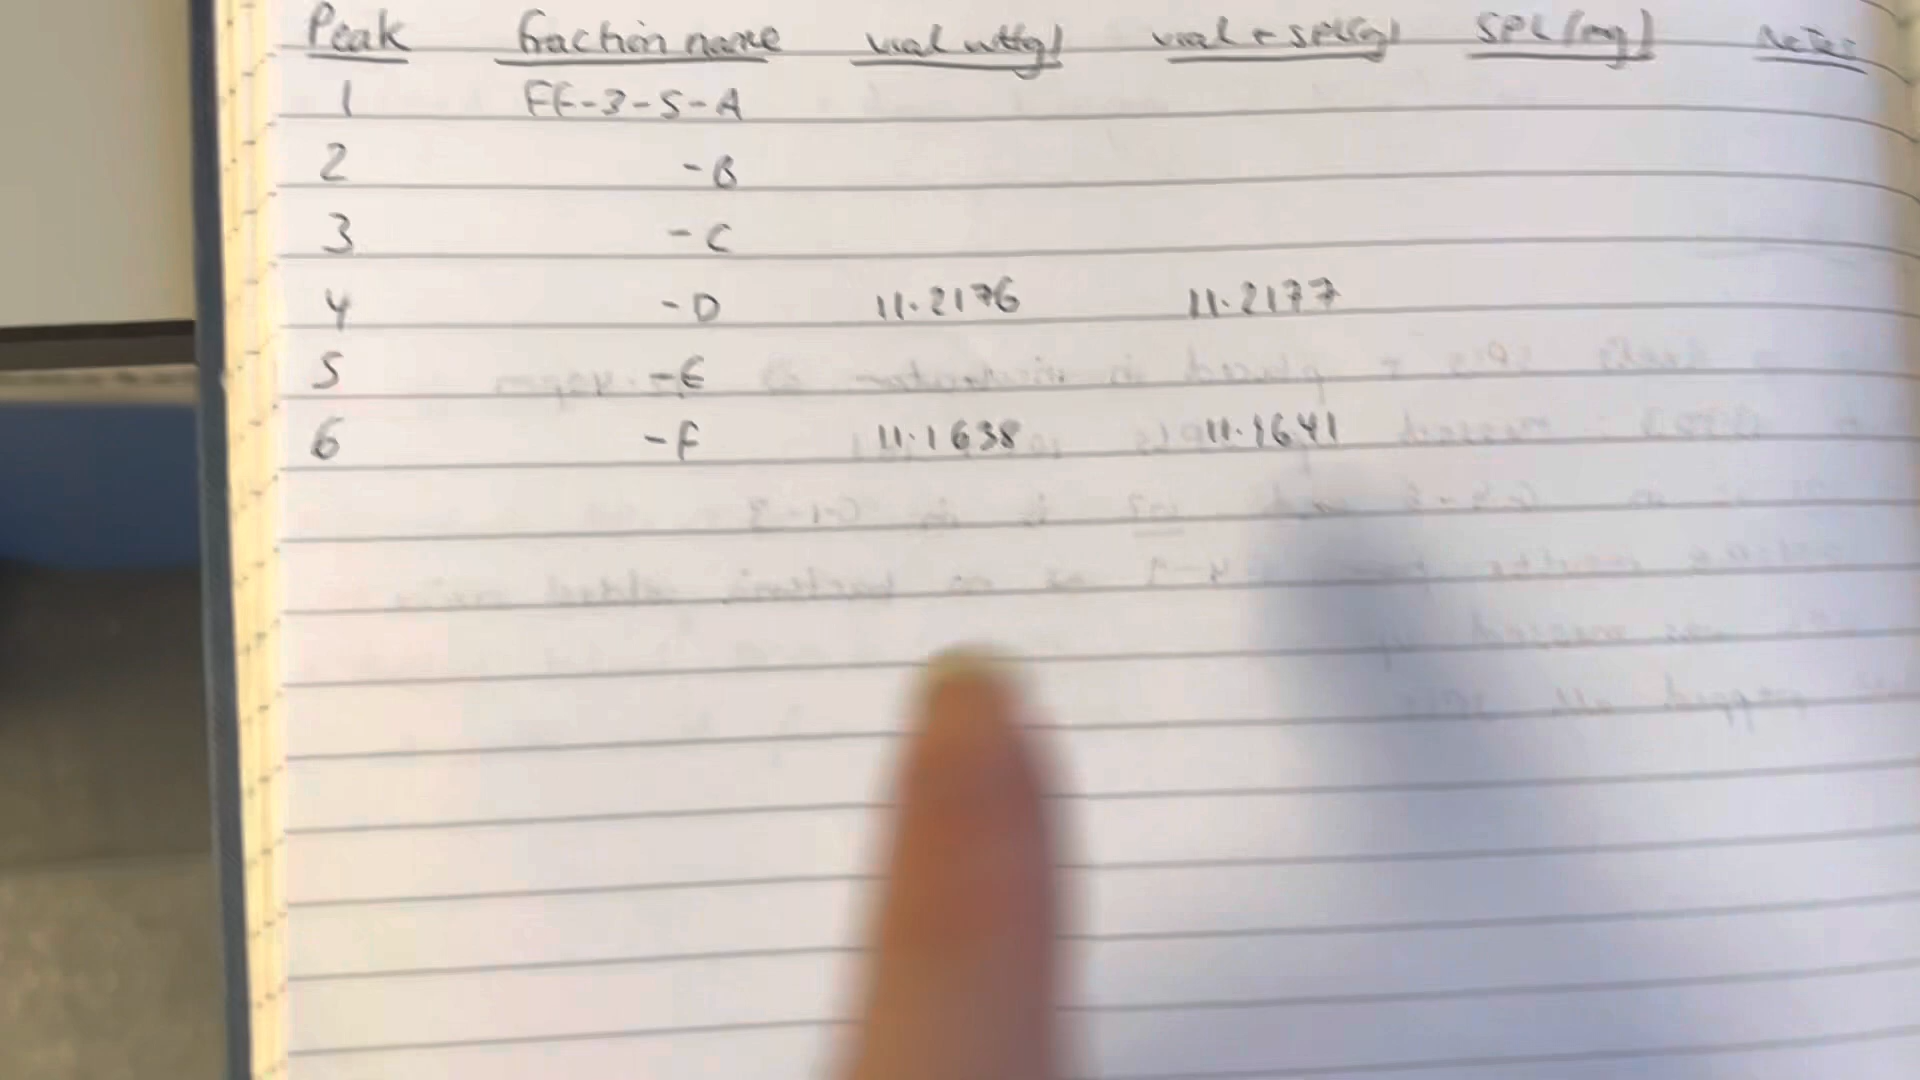 Peak fraction name vial wt(g) vial + spl(g) SPL (mg) Notes
1 FF-3-5-A
2 -B
3 -C
4 -D 11.2176 11.2177
5 -E
6 -F 11.1638 11.1641